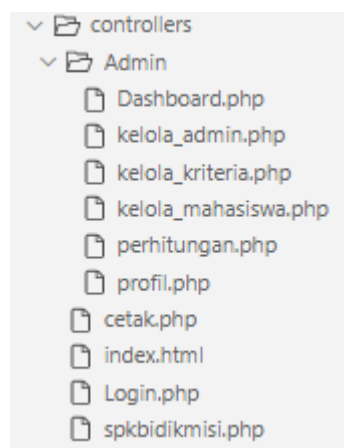 controllers
Admin
Dashboard.php
kelola_admin.php
kelola_kriteria.php
kelola_mahasiswa.php
perhitungan.php
profil.php
cetak.php
index.html
Login.php
spkbidikmisi.php